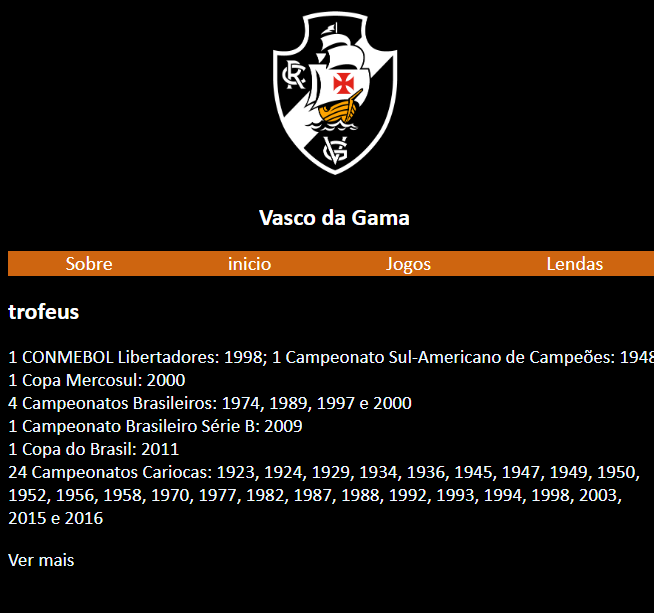 CR
VG
Vasco da Gama
Sobre inicio Jogos Lendas
trofeus
1 CONMEBOL Libertadores: 1998; 1 Campeonato Sul-Americano de Campeões: 1948
1 Copa Mercosul: 2000
4 Campeonatos Brasileiros: 1974, 1989, 1997 e 2000
1 Campeonato Brasileiro Série B: 2009
1 Copa do Brasil: 2011
24 Campeonatos Cariocas: 1923, 1924, 1929, 1934, 1936, 1945, 1947, 1949, 1950,
1952, 1956, 1958, 1970, 1977, 1982, 1987, 1988, 1992, 1993, 1994, 1998, 2003,
2015 e 2016
Ver mais